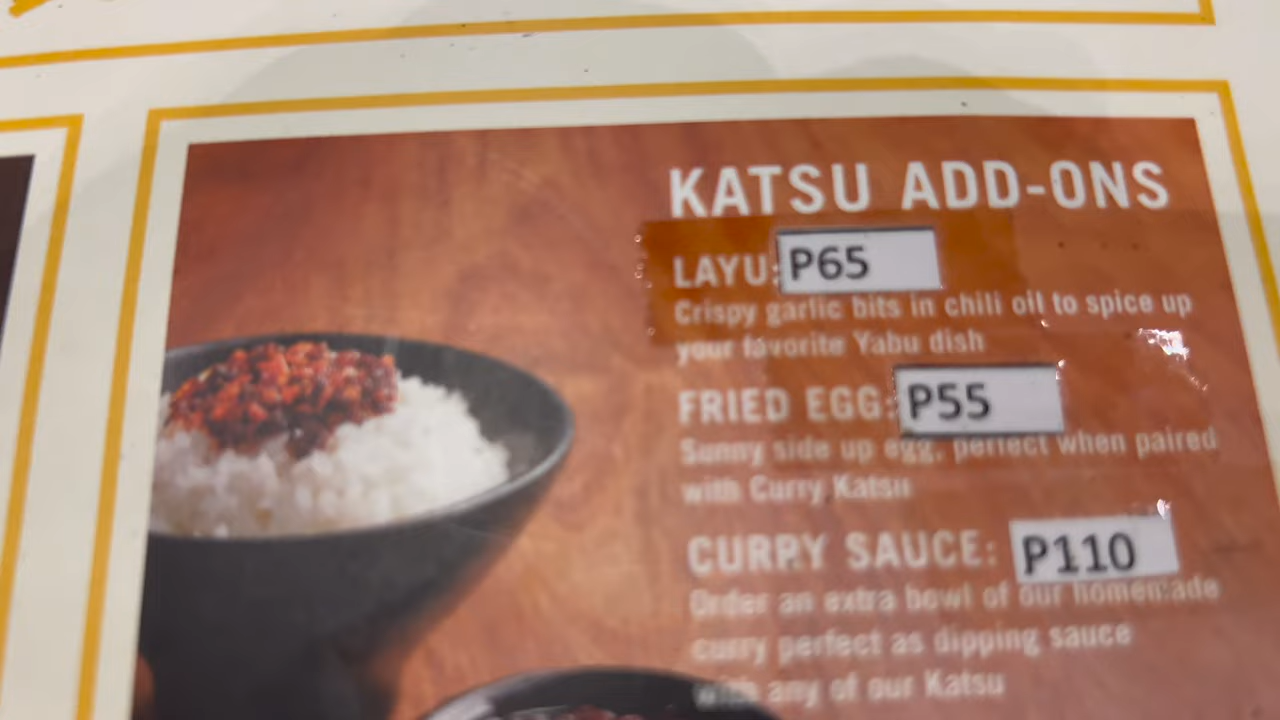 KATSU ADD-ONS
LAYU: P65
Crispy garlic bits in chili oil to spice up
your favorite Yabu dish
FRIED EGG: P55
Sunny side up egg, perfect when paired
with Curry Katsu
CURRY SAUCE: P110
Order an extra bowl of our homemade
curry perfect as dipping sauce
with any of our Katsu